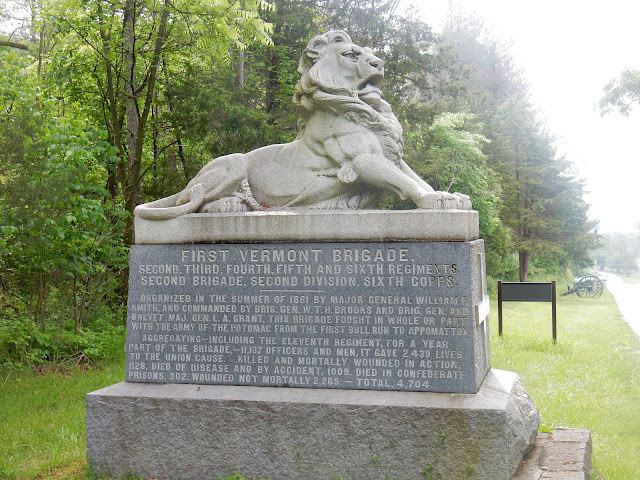 FIRST VERMONT BRIGADE.
SECOND, THIRD, FOURTH, FIFTH AND SIXTH REGIMENTS,
SECOND BRIGADE, SECOND DIVISION, SIXTH CORPS.
ORGANIZED IN THE SUMMER OF 1861 BY MAJOR GENERAL WILLIAM F.
SMITH, AND COMMANDED BY BRIG. GEN. W. T. H. BROOKS AND BRIG. GEN. AND
BREVET MAJ. GEN. L. A. GRANT, THIS BRIGADE FOUGHT IN WHOLE OR PART
WITH THE ARMY OF THE POTOMAC FROM THE FIRST BULL RUN TO APPOMATTOX.
AGGREGATING—INCLUDING THE ELEVENTH REGIMENT, FOR A YEAR
PART OF THE BRIGADE,—11,137 OFFICERS AND MEN, IT GAVE 2,439 LIVES
TO THE UNION CAUSE. KILLED AND MORTALLY WOUNDED IN ACTION,
1128, DIED OF DISEASE AND BY ACCIDENT, 1009, DIED IN CONFEDERATE
PRISONS, 302. WOUNDED NOT MORTALLY 2,265 — TOTAL, 4,704.